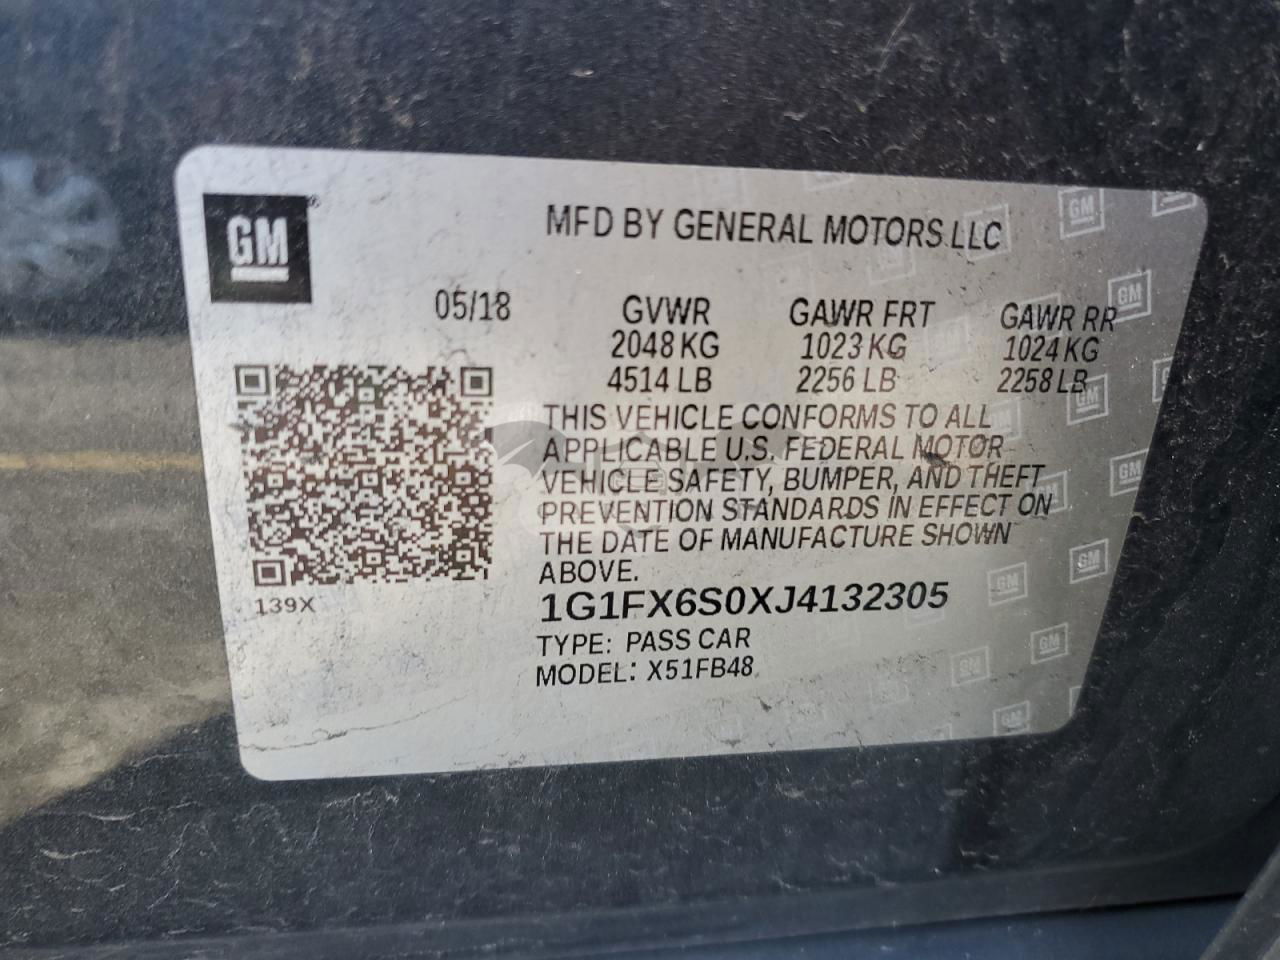 GM
MFD BY GENERAL MOTORS LLC
05/18 GVWR GAWR FRT GAWR RR
2048 KG 1023 KG 1024 KG
4514 LB 2256 LB 2258 LB
THIS VEHICLE CONFORMS TO ALL
APPLICABLE U.S. FEDERAL MOTOR
VEHICLE SAFETY, BUMPER, AND THEFT
PREVENTION STANDARDS IN EFFECT ON
THE DATE OF MANUFACTURE SHOWN
ABOVE.
139X
1G1FX6S0XJ4132305
TYPE: PASS CAR
MODEL: X51FB48